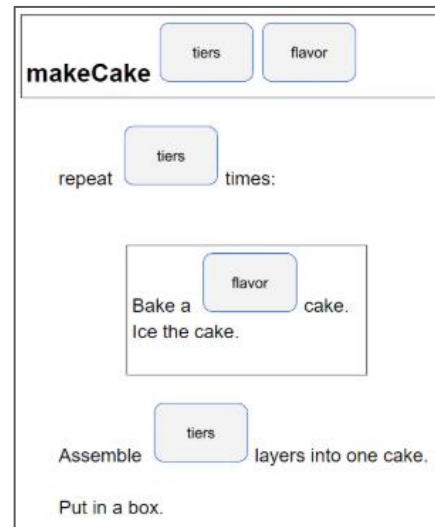 makeCake tiers flavor
repeat tiers times:
Bake a flavor cake.
Ice the cake.
Assemble tiers layers into one cake.
Put in a box.